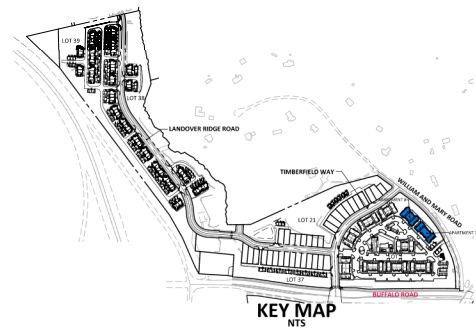 LOT 39
LOT 38
LANDOVER RIDGE ROAD
TIMBERFIELD WAY
WILLIAM AND MARY ROAD
LOT 21
LOT 37
BUFFALO ROAD
KEY MAP
NTS